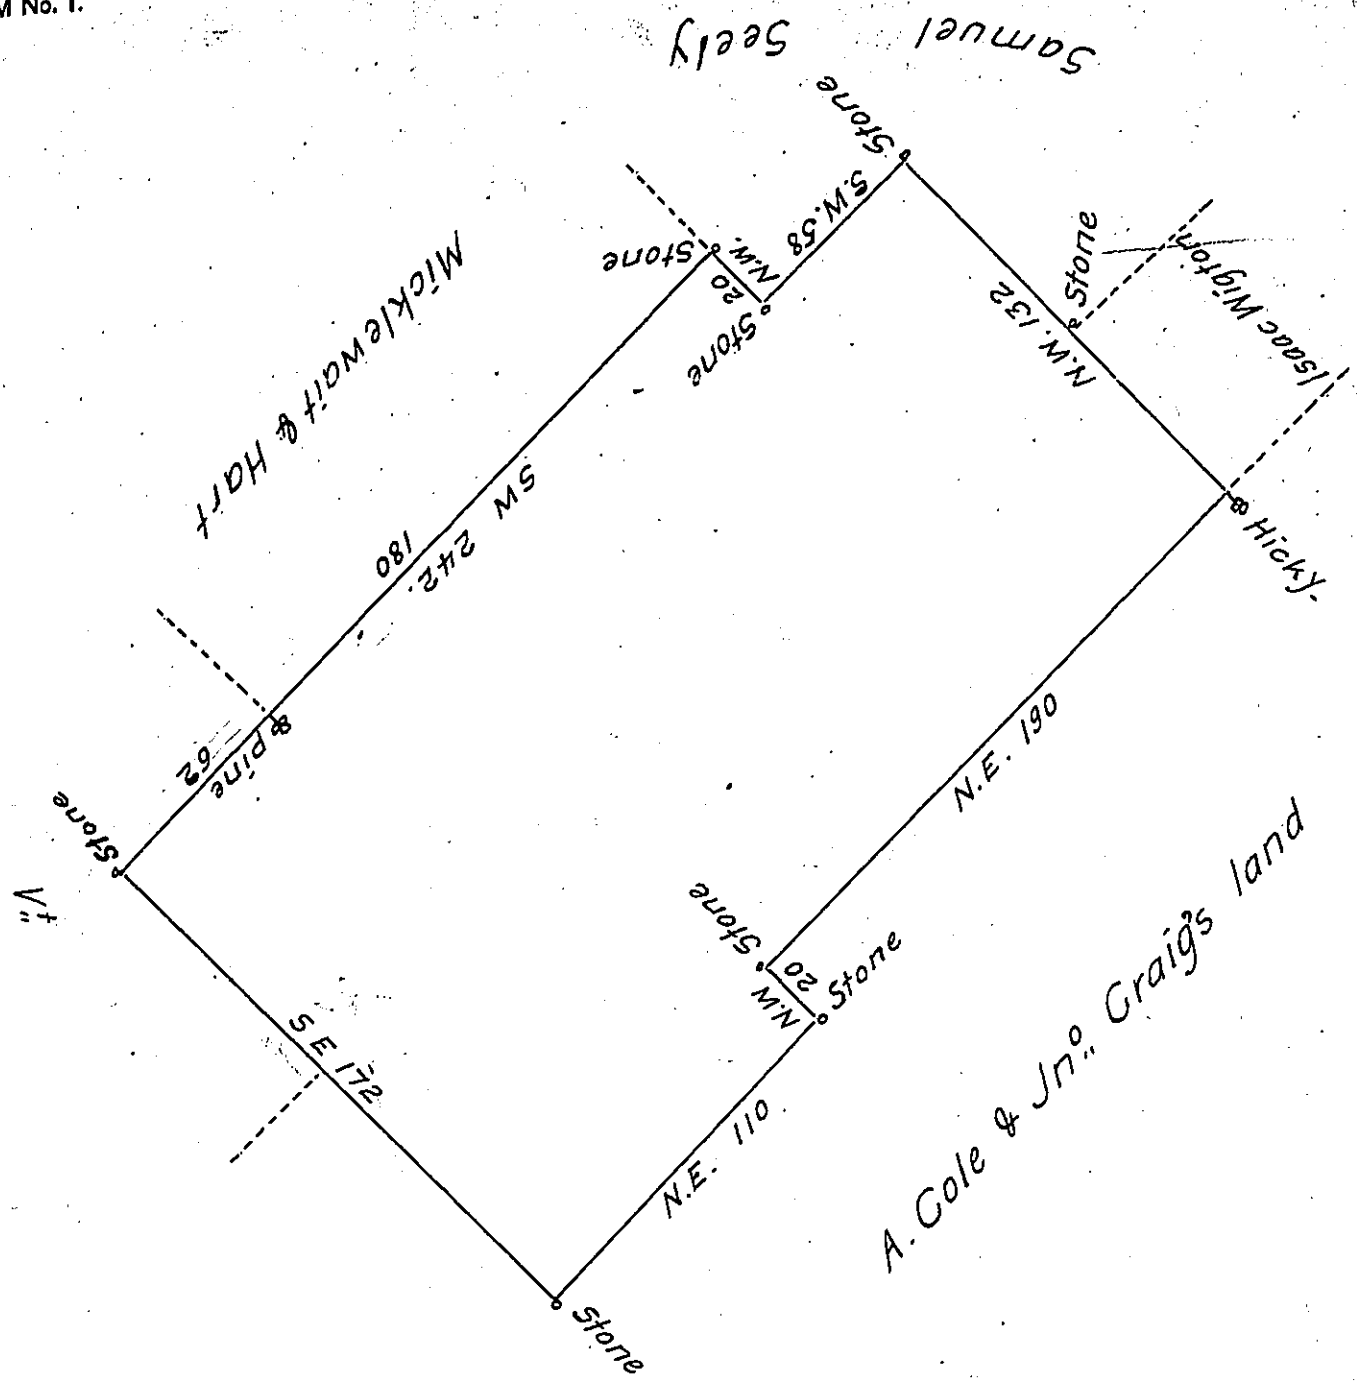 M No. 1.
Samuel Seely
Stone
S.W. 58
Stone
N.W.
20
Stone
Stone
N.W. 132
Isaac Wigton
Micklewait & Hart
SW 242.
180
Hicky.
pine
62
Stone
Vt"
N.E. 190
Stone
N.W
20
Stone
S E 172
N.E. 110
A. Cole & Jno" Craig's land
Stone